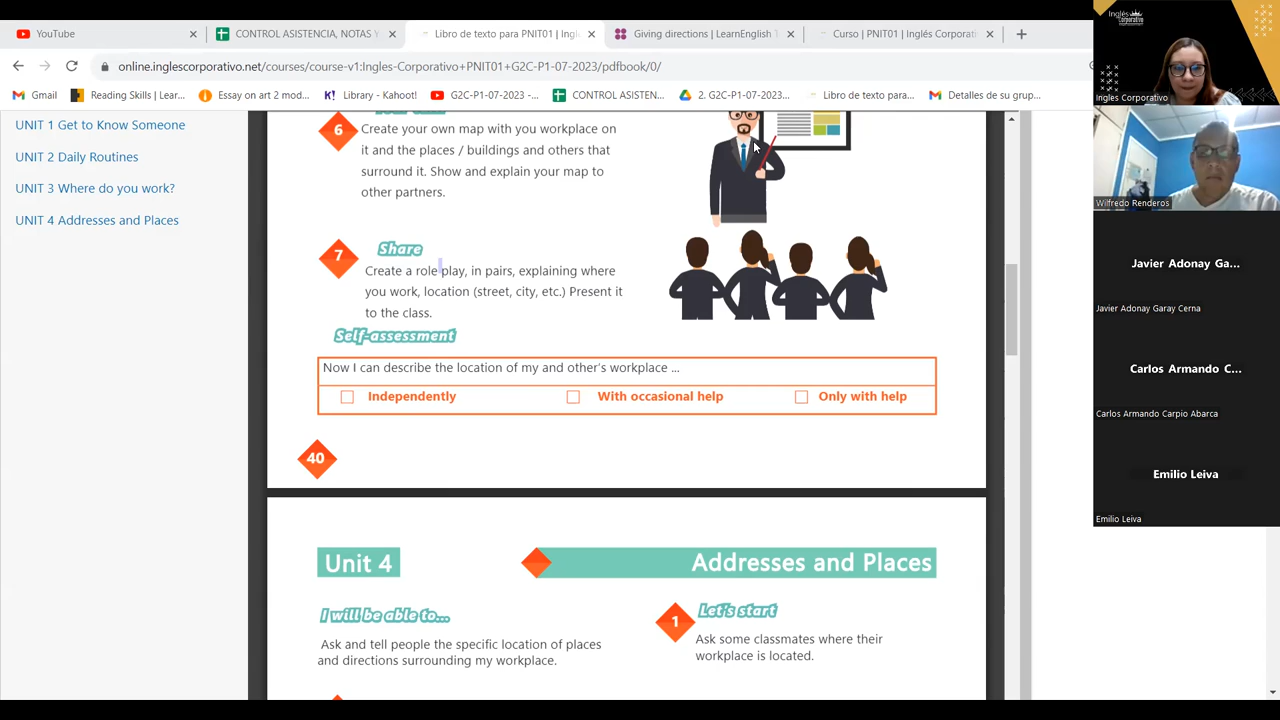 YouTube
CONTROL ASISTENCIA, NOTAS Y
Libro de texto para PNIT01 | Ingl
Giving directions | LearnEnglish T
Curso | PNIT01 | Inglés Corporati
online.inglescorporativo.net/courses/course-v1:Ingles-Corporativo+PNIT01+G2C-P1-07-2023/pdfbook/0/
Gmail
Reading Skills | Lear...
Essay on art 2 mod...
Library - Kahoot!
G2C-P1-07-2023 -...
CONTROL ASISTEN...
2. G2C-P1-07-2023...
Libro de texto para...
Detalles de su grup...
UNIT 1 Get to Know Someone
UNIT 2 Daily Routines
UNIT 3 Where do you work?
UNIT 4 Addresses and Places
6
Create your own map with you workplace on
it and the places / buildings and others that
surround it. Show and explain your map to
other partners.
7
Share
Create a role play, in pairs, explaining where
you work, location (street, city, etc.) Present it
to the class.
Self-assessment
Now I can describe the location of my and other's workplace ...
Independently
With occasional help
Only with help
40
Unit 4
Addresses and Places
I will be able to...
Ask and tell people the specific location of places
and directions surrounding my workplace.
1
Let's start
Ask some classmates where their
workplace is located.
Inglés
Corporativo
Ingles Corporativo
Wilfredo Renderos
Javier Adonay Ga...
Javier Adonay Garay Cerna
Carlos Armando C...
Carlos Armando Carpio Abarca
Emilio Leiva
Emilio Leiva